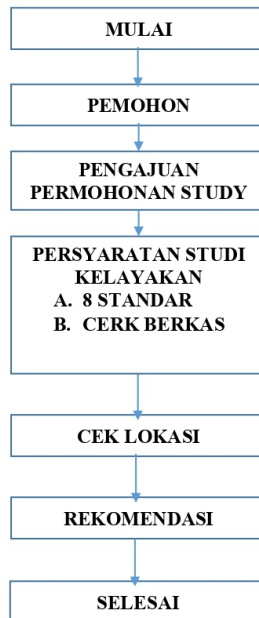 MULAI
PEMOHON
PENGAJUAN
PERMOHONAN STUDY
PERSYARATAN STUDI
KELAYAKAN
A. 8 STANDAR
B. CERK BERKAS
CEK LOKASI
REKOMENDASI
SELESAI